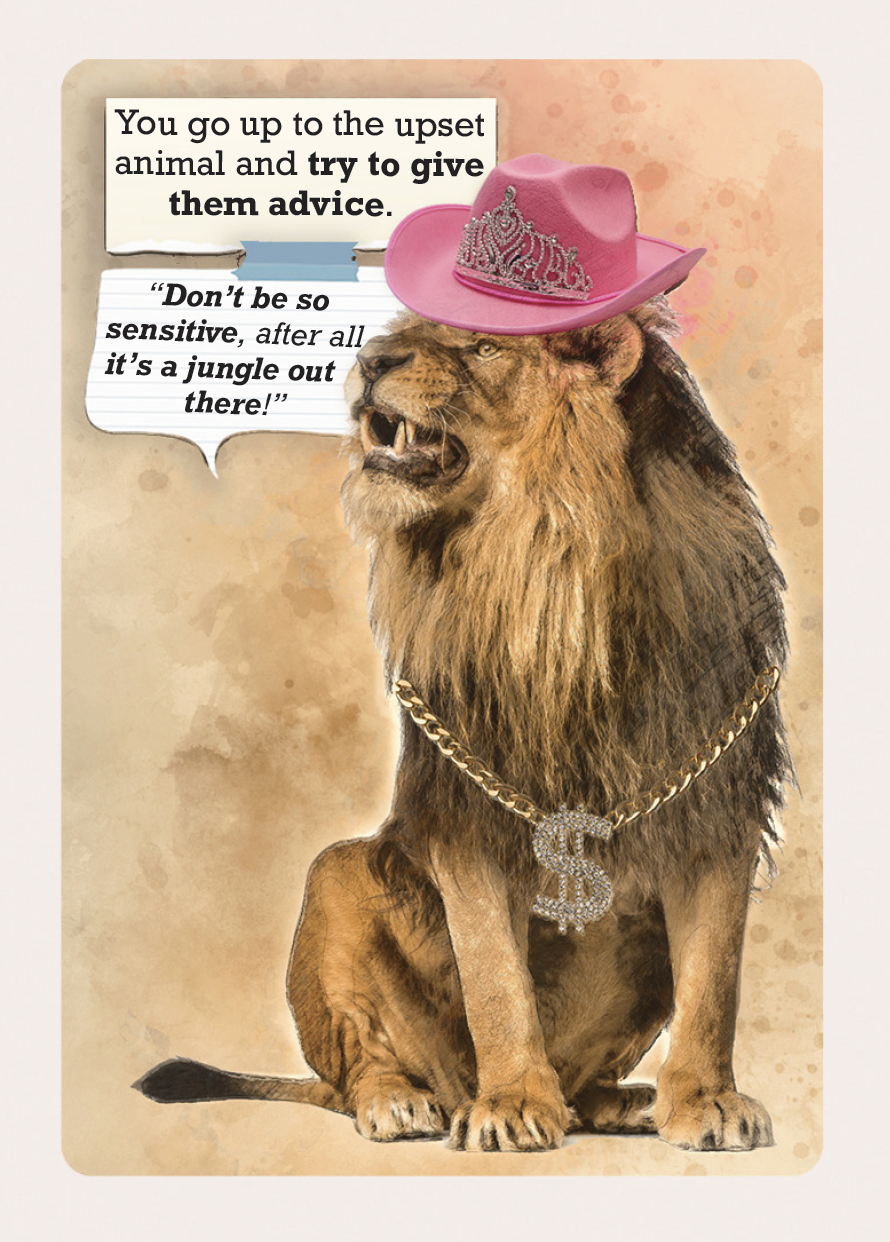 You go up to the upset
animal and try to give
them advice.
“Don’t be so
sensitive, after all
it’s a jungle out
there!”